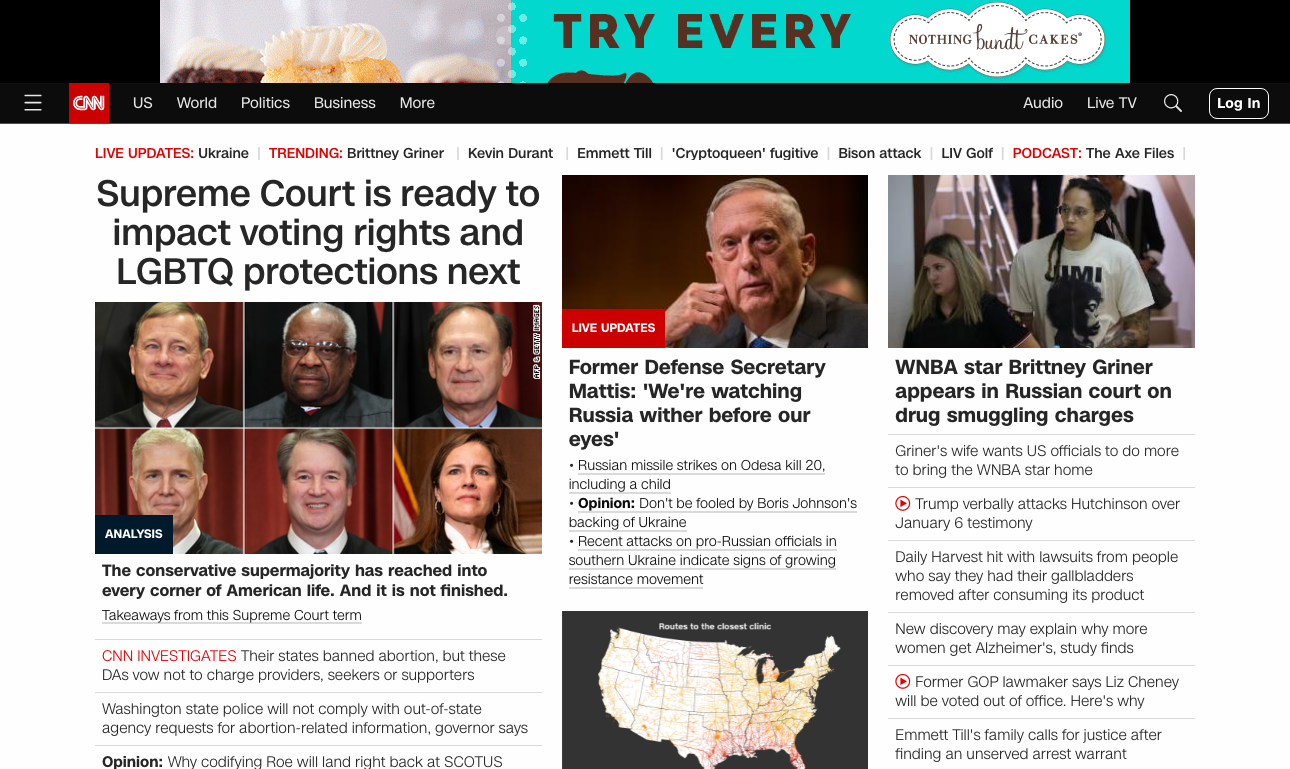 TRY EVERY
NOTHING bundt CAKES®
CNN US World Politics Business More Audio Live TV Log In
LIVE UPDATES: Ukraine | TRENDING: Brittney Griner | Kevin Durant | Emmett Till | 'Cryptoqueen' fugitive | Bison attack | LIV Golf | PODCAST: The Axe Files |
Supreme Court is ready to
impact voting rights and
LGBTQ protections next
AFP & GETTY IMAGES
ANALYSIS
The conservative supermajority has reached into
every corner of American life. And it is not finished.
Takeaways from this Supreme Court term
CNN INVESTIGATES Their states banned abortion, but these
DAs vow not to charge providers, seekers or supporters
Washington state police will not comply with out-of-state
agency requests for abortion-related information, governor says
Opinion: Why codifying Roe will land right back at SCOTUS
LIVE UPDATES
Former Defense Secretary
Mattis: 'We're watching
Russia wither before our
eyes'
• Russian missile strikes on Odesa kill 20,
including a child
• Opinion: Don't be fooled by Boris Johnson's
backing of Ukraine
• Recent attacks on pro-Russian officials in
southern Ukraine indicate signs of growing
resistance movement
Routes to the closest clinic
JIMI
WNBA star Brittney Griner
appears in Russian court on
drug smuggling charges
Griner's wife wants US officials to do more
to bring the WNBA star home
Trump verbally attacks Hutchinson over
January 6 testimony
Daily Harvest hit with lawsuits from people
who say they had their gallbladders
removed after consuming its product
New discovery may explain why more
women get Alzheimer's, study finds
Former GOP lawmaker says Liz Cheney
will be voted out of office. Here's why
Emmett Till's family calls for justice after
finding an unserved arrest warrant